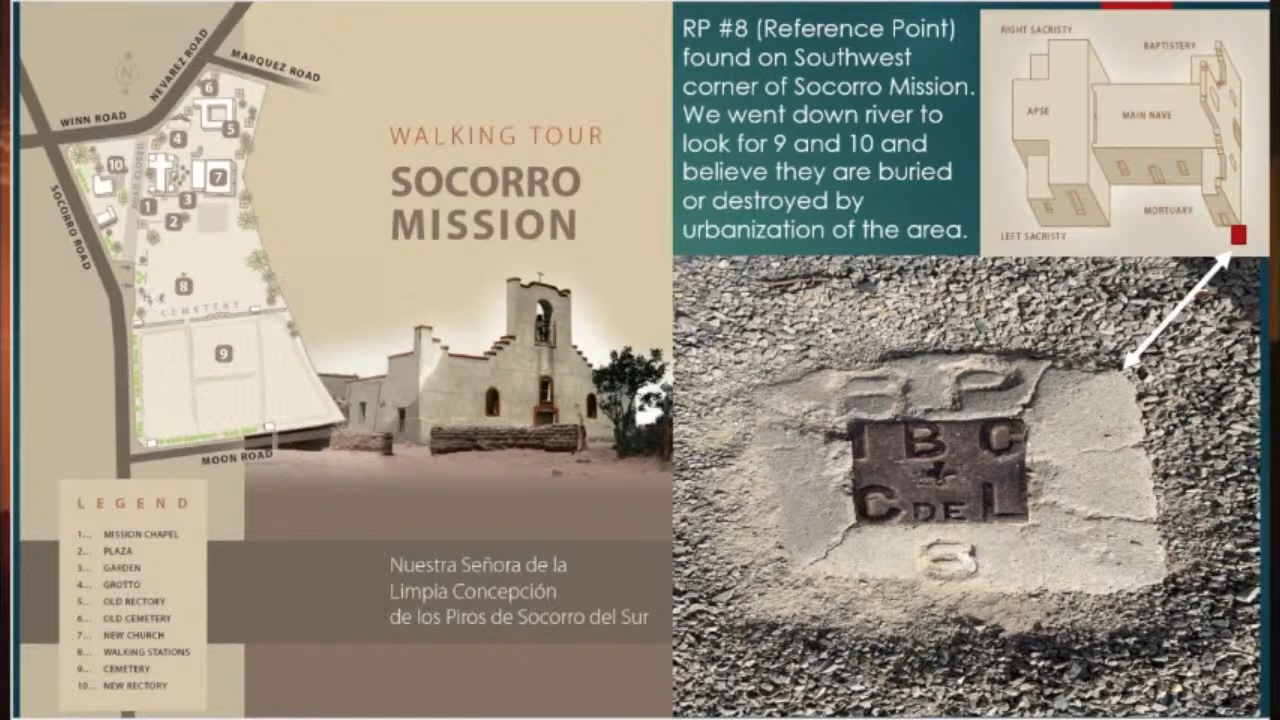 NEVAREZ ROAD
MARQUEZ ROAD
N
WINN ROAD
6
5
4
10
7
3
1
2
SOCORRO ROAD
8
CEMETERY
9
MOON ROAD
WALKING TOUR
SOCORRO
MISSION
LEGEND
1... MISSION CHAPEL
2... PLAZA
3... GARDEN
4... GROTTO
5... OLD RECTORY
6... OLD CEMETERY
7... NEW CHURCH
8... WALKING STATIONS
9... CEMETERY
10... NEW RECTORY
Nuestra Señora de la
Limpia Concepción
de los Piros de Socorro del Sur
RP #8 (Reference Point)
found on Southwest
corner of Socorro Mission.
We went down river to
look for 9 and 10 and
believe they are buried
or destroyed by
urbanization of the area.
RIGHT SACRISTY
BAPTISTERY
APSE
MAIN NAVE
MORTUARY
LEFT SACRISTY
RP
IBC
Y
C DE L
8